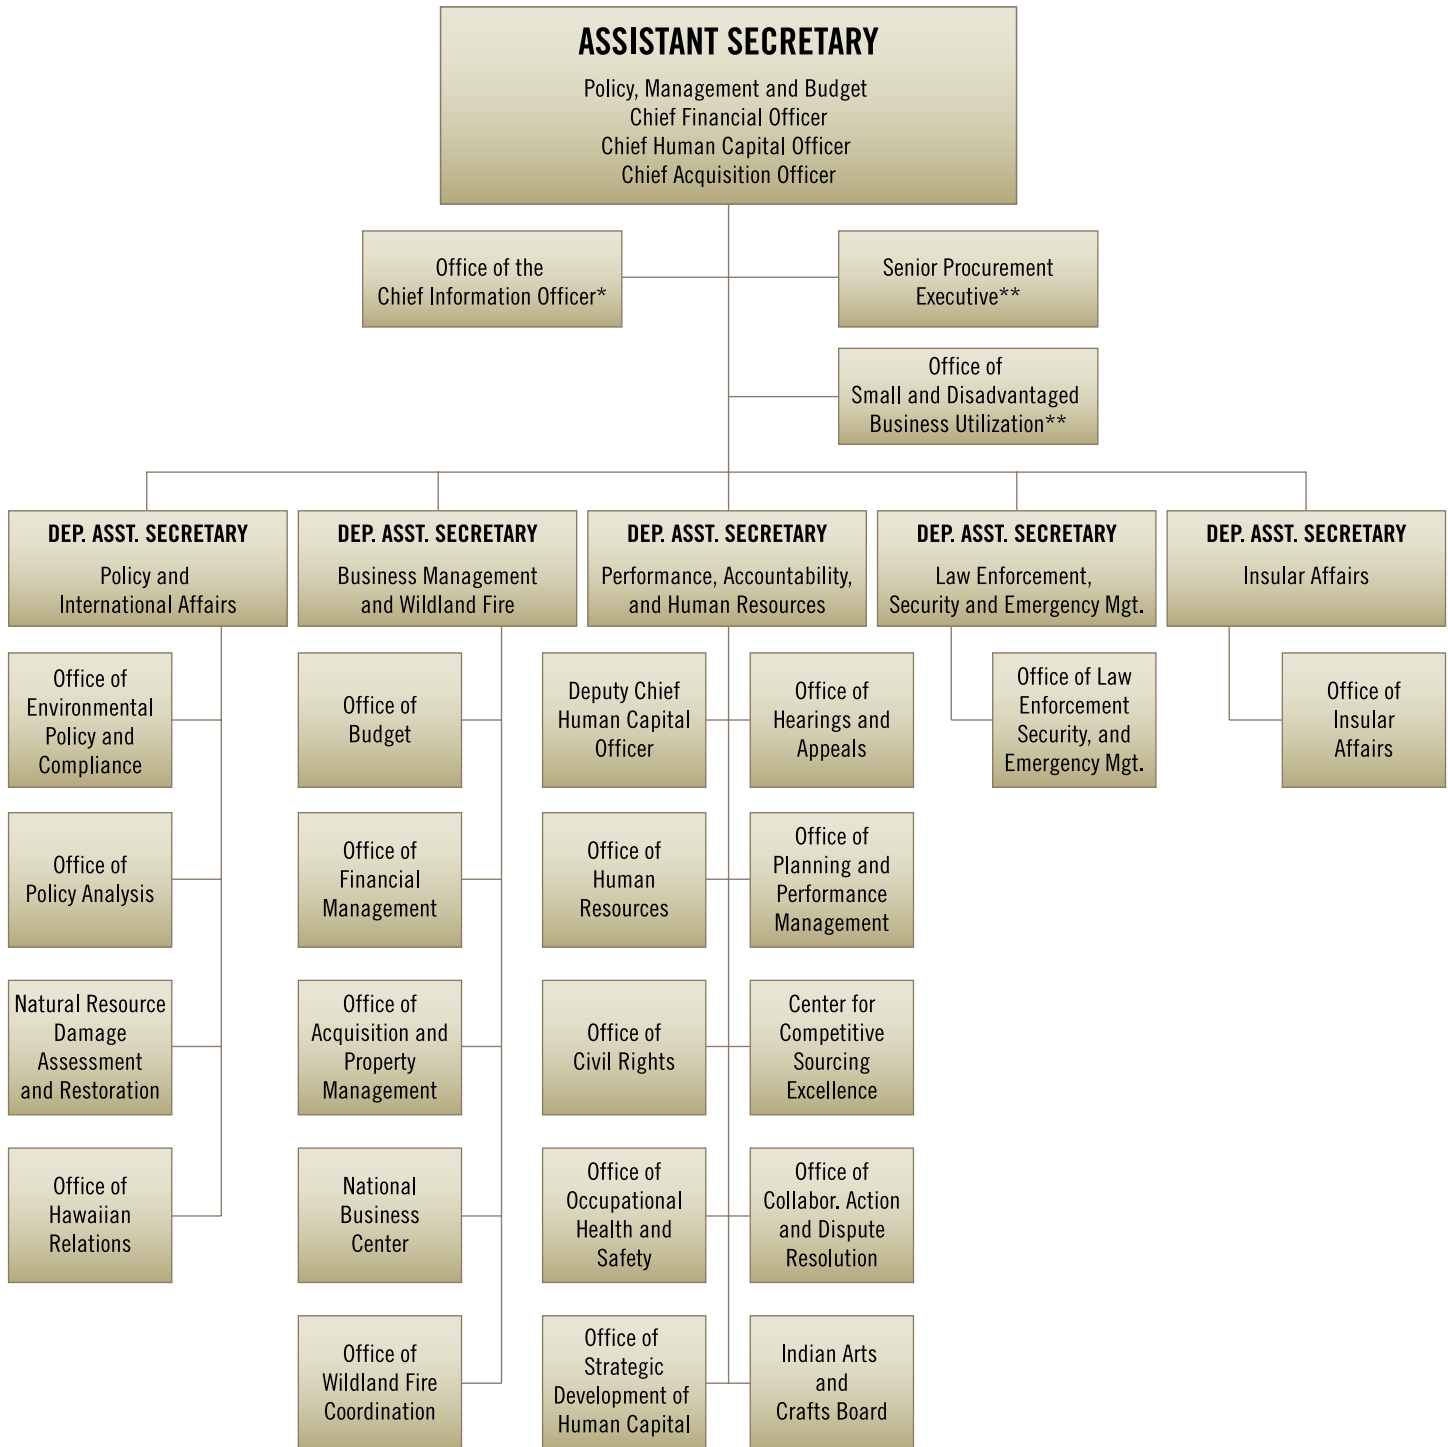 ASSISTANT SECRETARY
Policy, Management and Budget
Chief Financial Officer
Chief Human Capital Officer
Chief Acquisition Officer
Office of the
Chief Information Officer*
Senior Procurement
Executive**
Office of
Small and Disadvantaged
Business Utilization**
DEP. ASST. SECRETARY
Policy and
International Affairs
DEP. ASST. SECRETARY
Business Management
and Wildland Fire
DEP. ASST. SECRETARY
Performance, Accountability,
and Human Resources
DEP. ASST. SECRETARY
Law Enforcement,
Security and Emergency Mgt.
DEP. ASST. SECRETARY
Insular Affairs
Office of
Environmental
Policy and
Compliance
Office of
Budget
Deputy Chief
Human Capital
Officer
Office of
Hearings and
Appeals
Office of Law
Enforcement
Security, and
Emergency Mgt.
Office of
Insular
Affairs
Office of
Policy Analysis
Office of
Financial
Management
Office of
Human
Resources
Office of
Planning and
Performance
Management
Natural Resource
Damage
Assessment
and Restoration
Office of
Acquisition and
Property
Management
Office of
Civil Rights
Center for
Competitive
Sourcing
Excellence
Office of
Hawaiian
Relations
National
Business
Center
Office of
Occupational
Health and
Safety
Office of
Collabor. Action
and Dispute
Resolution
Office of
Wildland Fire
Coordination
Office of
Strategic
Development of
Human Capital
Indian Arts
and
Crafts Board